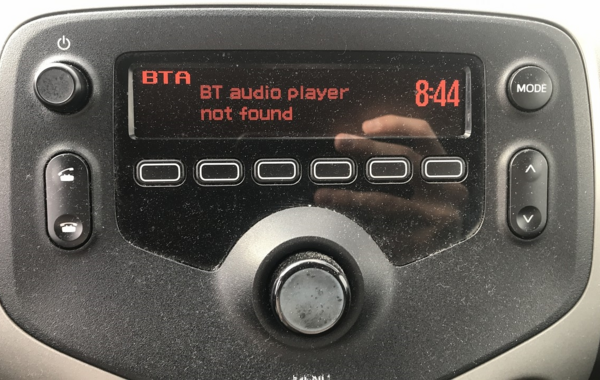 BTA
BT audio player
not found
8:44
MODE